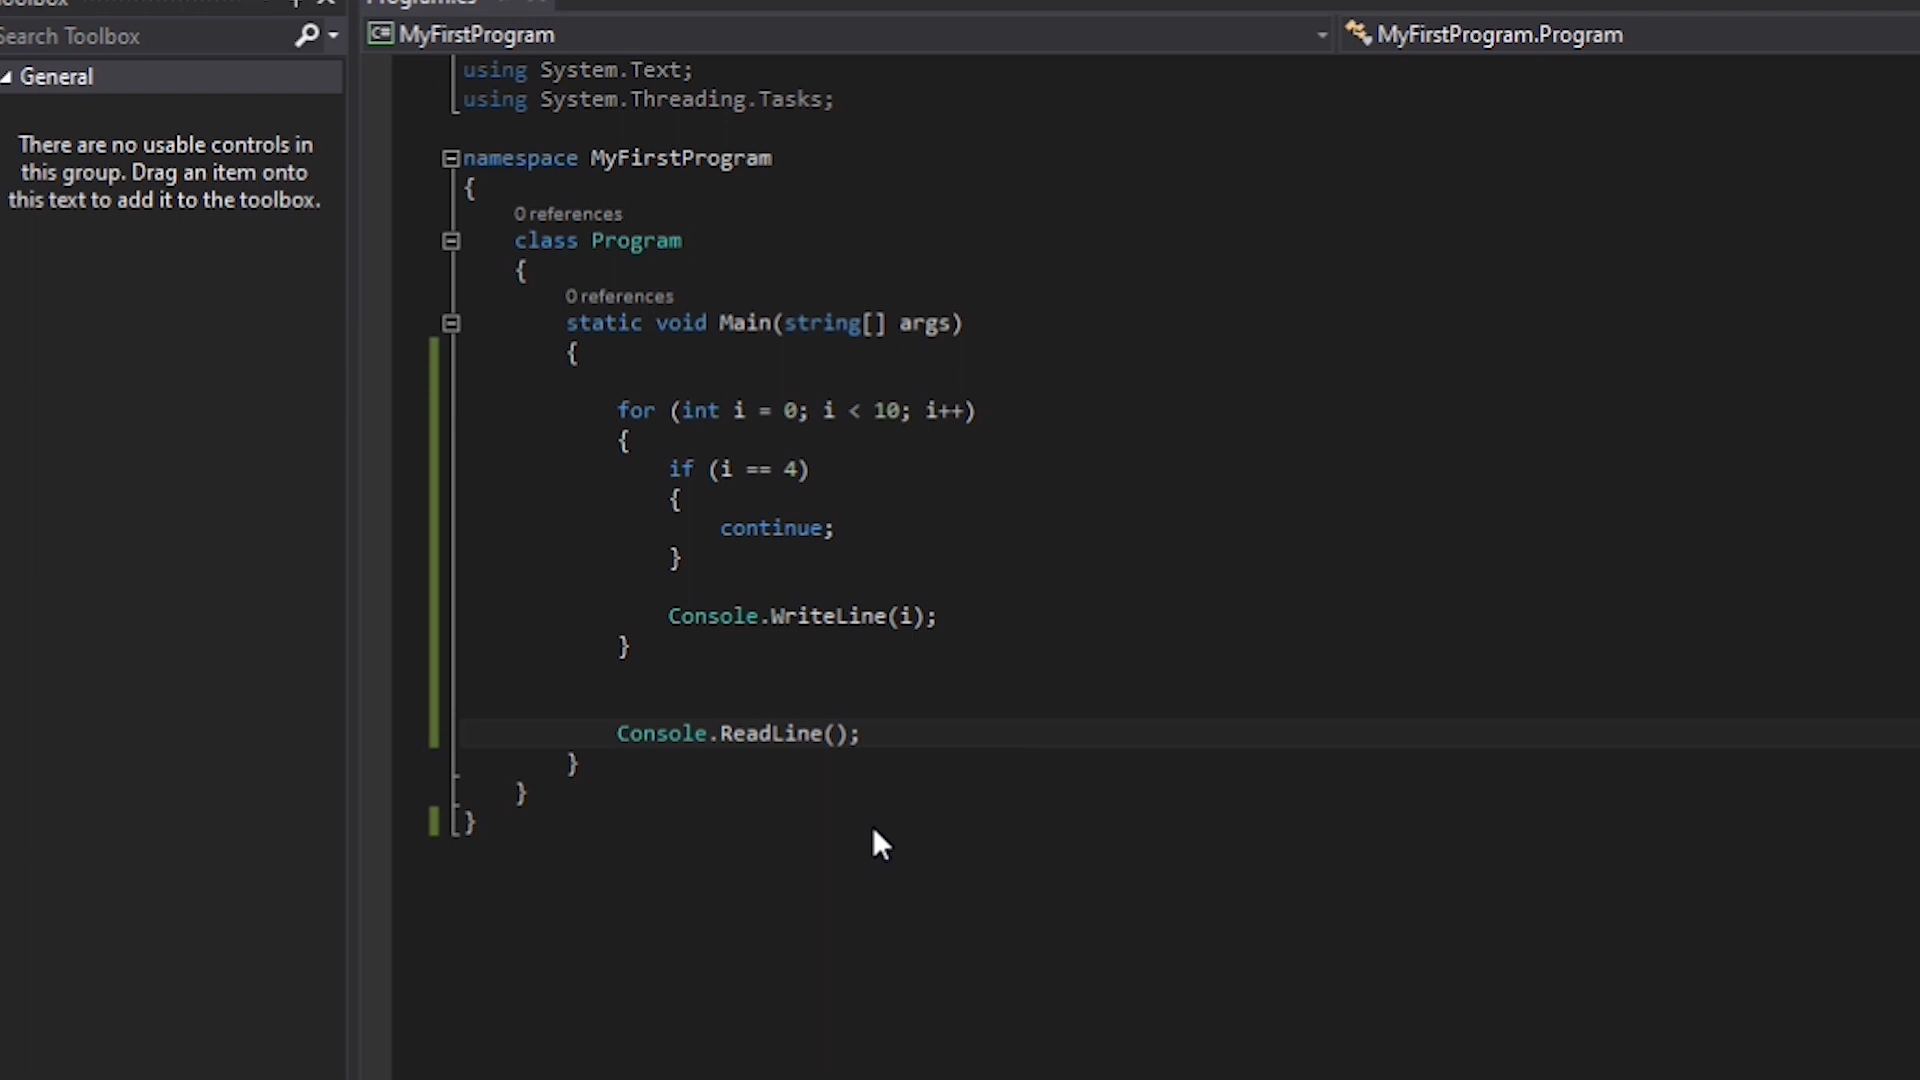 Search Toolbox
General
There are no usable controls in
this group. Drag an item onto
this text to add it to the toolbox.
C# MyFirstProgram
MyFirstProgram.Program
using System.Text;
using System.Threading.Tasks;
namespace MyFirstProgram
{
0 references
class Program
{
0 references
static void Main(string[] args)
{
for (int i = 0; i < 10; i++)
{
if (i == 4)
{
continue;
}
Console.WriteLine(i);
}
Console.ReadLine();
}
}
}